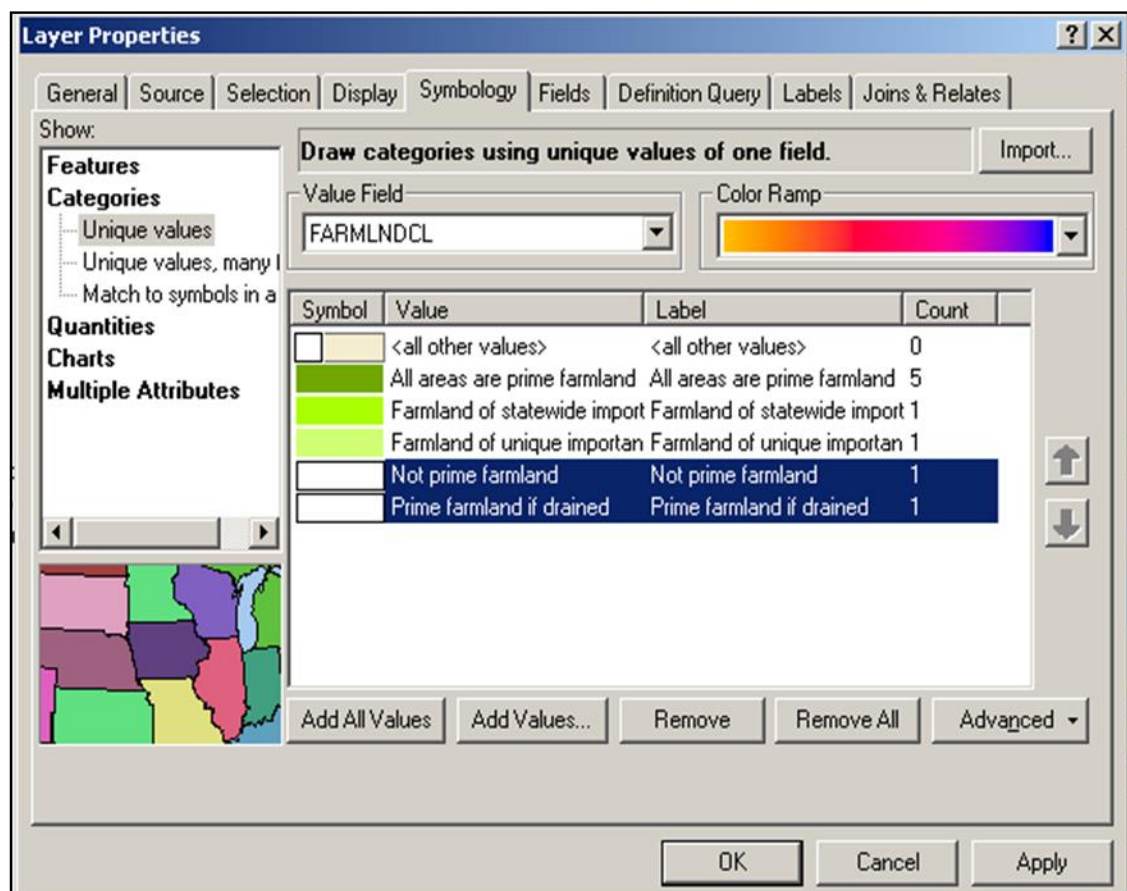 Layer Properties
? X
General Source Selection Display Symbology Fields Definition Query Labels Joins & Relates
Show:
Features
Categories
Unique values
Unique values, many f
Match to symbols in a
Quantities
Charts
Multiple Attributes
Draw categories using unique values of one field.
Import...
Value Field
FARMLNDCL
Color Ramp
Symbol Value Label Count
<all other values> <all other values> 0
All areas are prime farmland All areas are prime farmland 5
Farmland of statewide import Farmland of statewide import 1
Farmland of unique importan Farmland of unique importan 1
Not prime farmland Not prime farmland 1
Prime farmland if drained Prime farmland if drained 1
Add All Values Add Values... Remove Remove All Advanced
OK Cancel Apply